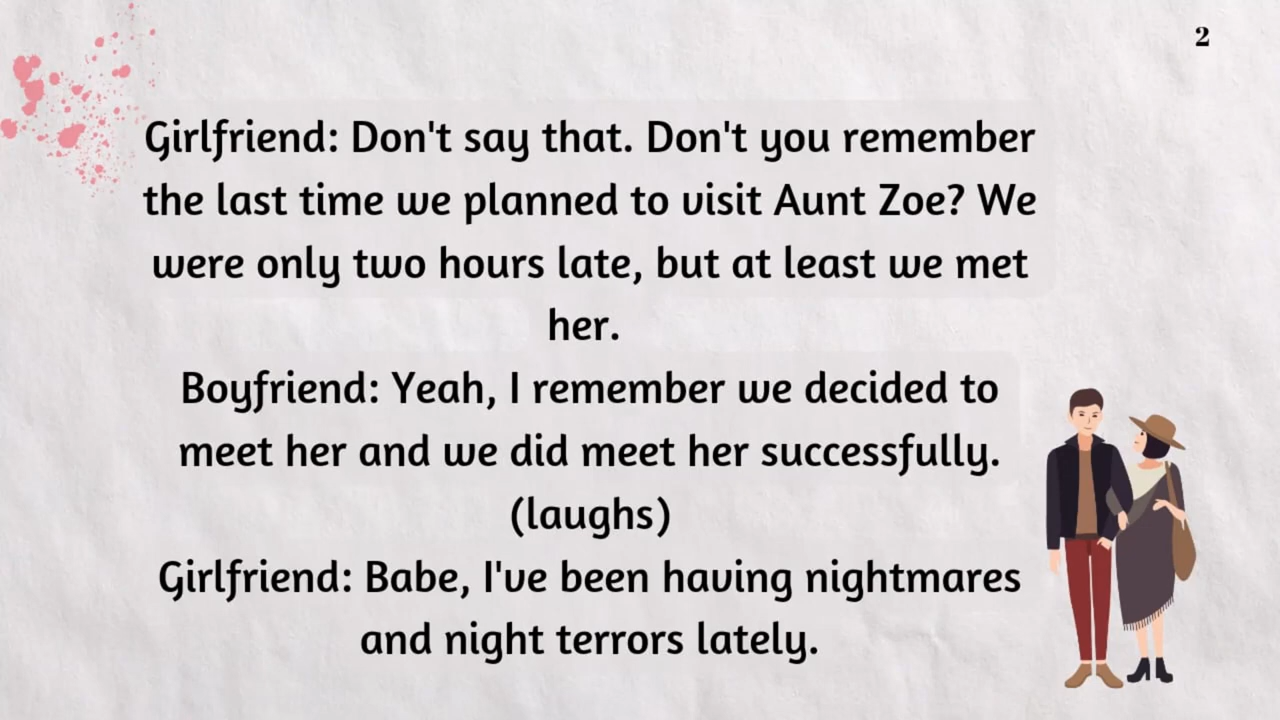 2
Girlfriend: Don't say that. Don't you remember
the last time we planned to visit Aunt Zoe? We
were only two hours late, but at least we met
her.
Boyfriend: Yeah, I remember we decided to
meet her and we did meet her successfully.
(laughs)
Girlfriend: Babe, I've been having nightmares
and night terrors lately.